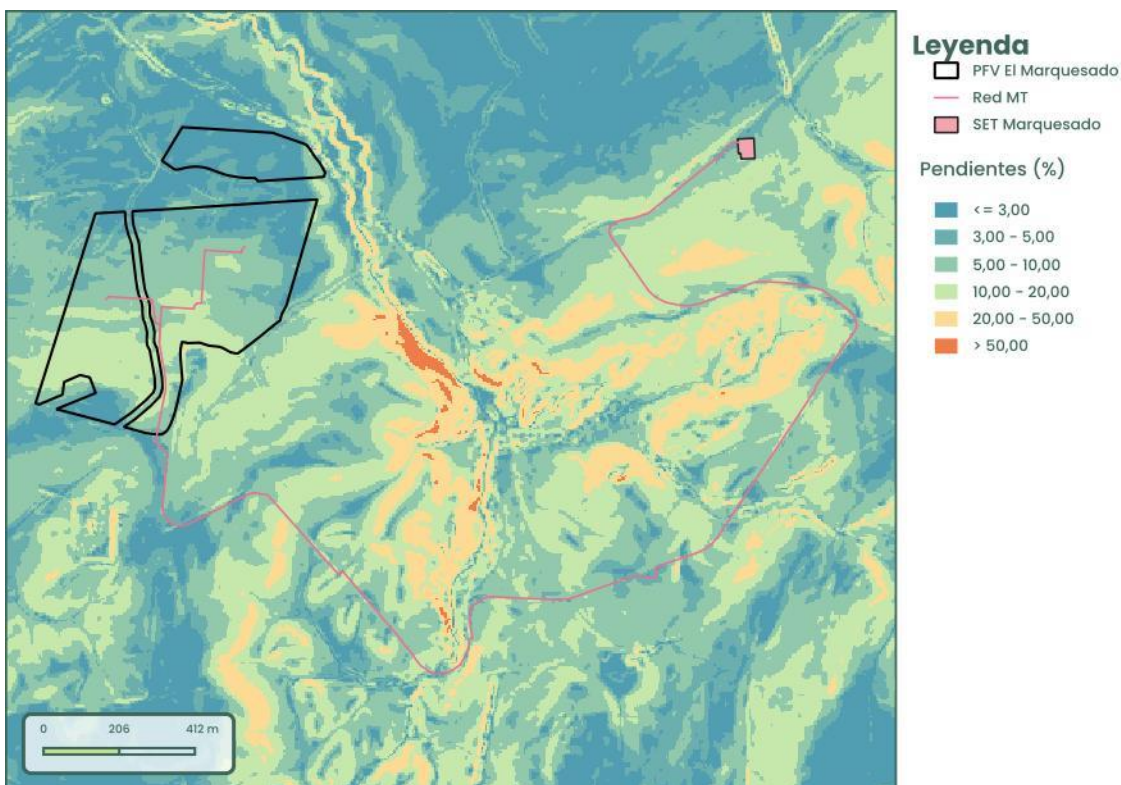 Leyenda
PFV El Marquesado
Red MT
SET Marquesado
Pendientes (%)
<= 3,00
3,00 - 5,00
5,00 - 10,00
10,00 - 20,00
20,00 - 50,00
> 50,00
0 206 412 m